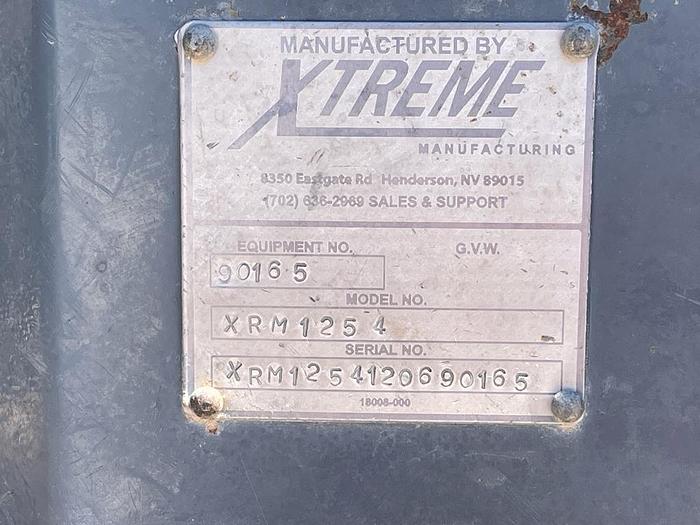 MANUFACTURED BY
XTREME
MANUFACTURING
8350 Eastgate Rd Henderson, NV 89015
(702) 636-2969 SALES & SUPPORT
EQUIPMENT NO. G.V.W.
90165
MODEL NO.
XRM1254
SERIAL NO.
XRM1254120690165
18008-000